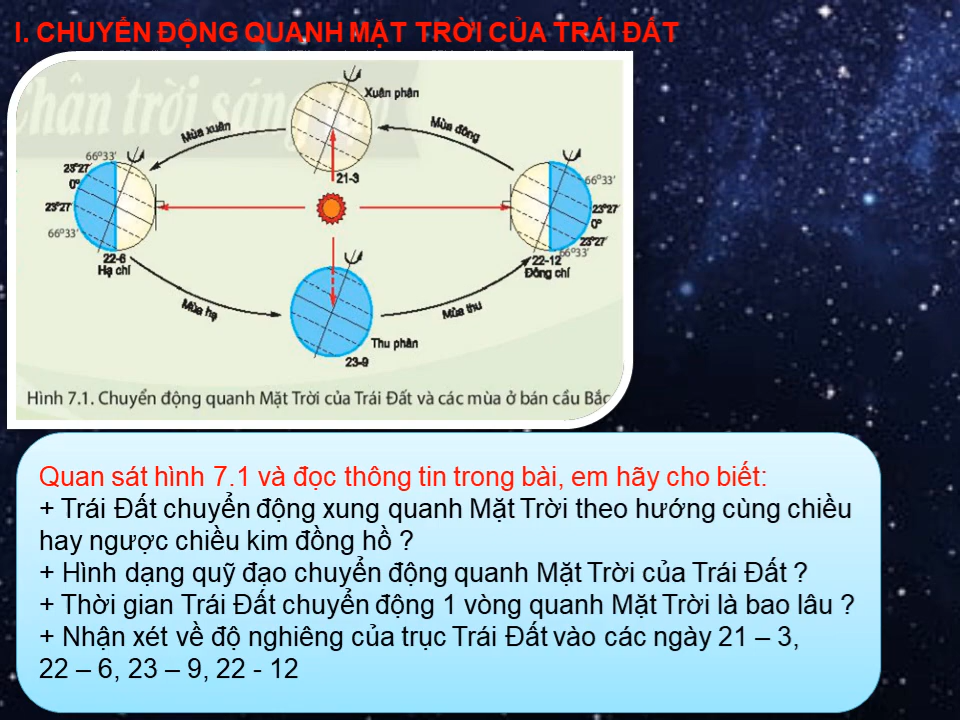 I. CHUYỂN ĐỘNG QUANH MẶT TRỜI CỦA TRÁI ĐẤT
Chân trời sáng
Xuân phân
Mùa xuân
Mùa đông
21-3
66°33'
23°27'
0°
23°27'
66°33'
22-6
Hạ chí
66°33'
23°27'
0°
23°27'
66°33'
22-12
Đông chí
Mùa hạ
Mùa thu
Thu phân
23-9
Hình 7.1. Chuyển động quanh Mặt Trời của Trái Đất và các mùa ở bán cầu Bắc
Quan sát hình 7.1 và đọc thông tin trong bài, em hãy cho biết:
+ Trái Đất chuyển động xung quanh Mặt Trời theo hướng cùng chiều
hay ngược chiều kim đồng hồ ?
+ Hình dạng quỹ đạo chuyển động quanh Mặt Trời của Trái Đất ?
+ Thời gian Trái Đất chuyển động 1 vòng quanh Mặt Trời là bao lâu ?
+ Nhận xét về độ nghiêng của trục Trái Đất vào các ngày 21 – 3,
22 – 6, 23 – 9, 22 - 12